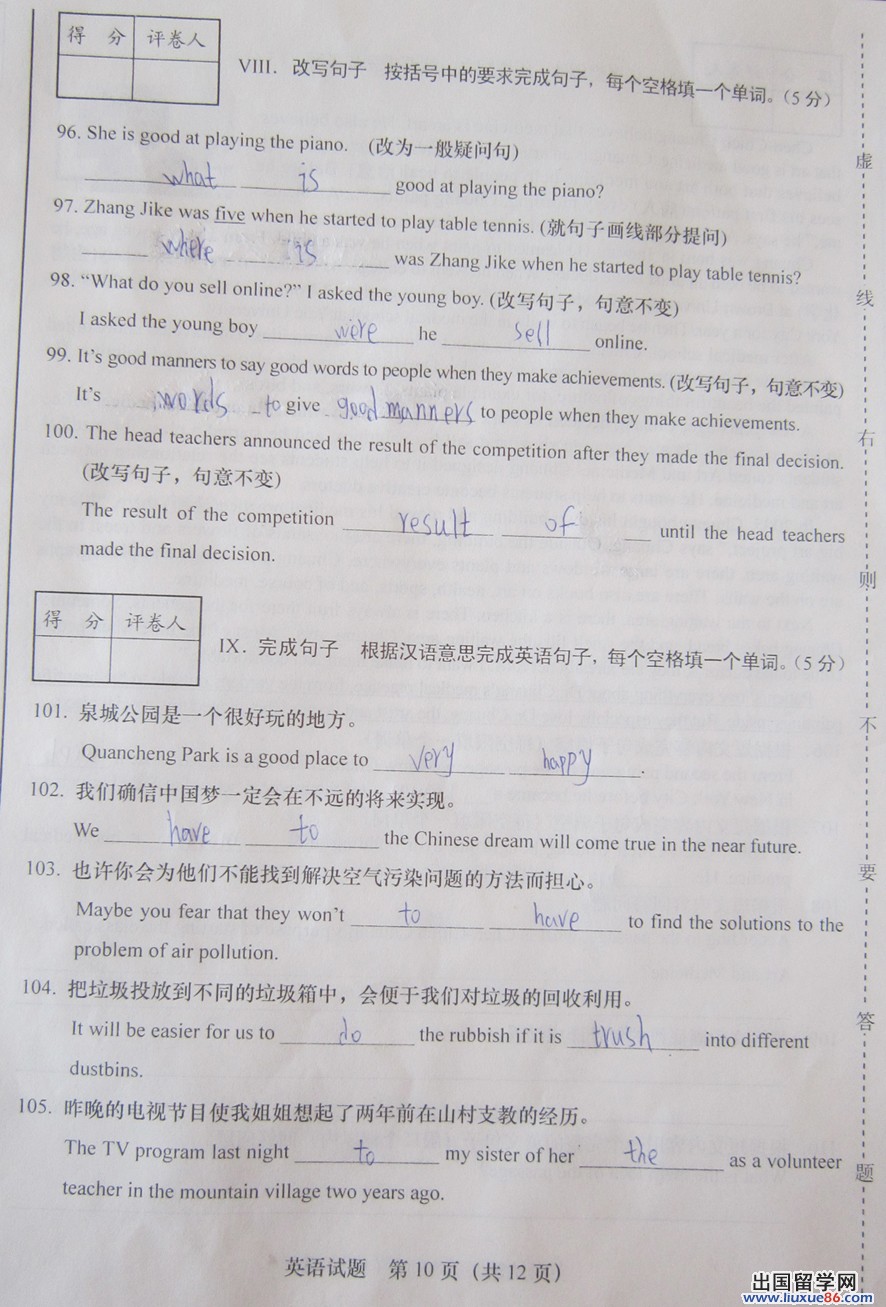 得 分 评卷人
VIII. 改写句子 按括号中的要求完成句子，每个空格填一个单词。（5 分）
96. She is good at playing the piano. (改为一般疑问句)
what is good at playing the piano?
97. Zhang Jike was five when he started to play table tennis. (就句子画线部分提问)
where is was Zhang Jike when he started to play table tennis?
98. “What do you sell online?” I asked the young boy. (改写句子，句意不变)
I asked the young boy were he sell online.
99. It’s good manners to say good words to people when they make achievements. (改写句子，句意不变)
It’s words to give good manners to people when they make achievements.
100. The head teachers announced the result of the competition after they made the final decision.
(改写句子，句意不变)
The result of the competition result of until the head teachers
made the final decision.
得 分 评卷人
IX. 完成句子 根据汉语意思完成英语句子，每个空格填一个单词。（5 分）
101. 泉城公园是一个很好玩的地方。
Quancheng Park is a good place to very happy.
102. 我们确信中国梦一定会在不远的将来实现。
We have to the Chinese dream will come true in the near future.
103. 也许你会为他们不能找到解决空气污染问题的方法而担心。
Maybe you fear that they won’t to have to find the solutions to the
problem of air pollution.
104. 把垃圾投放到不同的垃圾箱中，会便于我们对垃圾的回收利用。
It will be easier for us to do the rubbish if it is trush into different
dustbins.
105. 昨晚的电视节目使我姐姐想起了两年前在山村支教的经历。
The TV program last night to my sister of her the as a volunteer
teacher in the mountain village two years ago.
英语试题 第 10 页（共 12 页）
虚
线
右
则
不
要
答
题
出国留学网
www.liuxue86.com